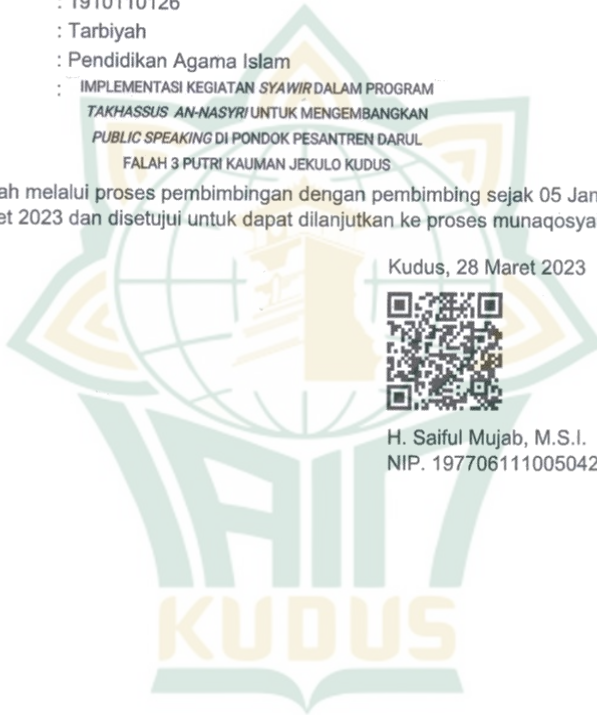 : 1910110126
: Tarbiyah
: Pendidikan Agama Islam
: IMPLEMENTASI KEGIATAN SYAWIR DALAM PROGRAM
TAKHASSUS AN-NASYRI UNTUK MENGEMBANGKAN
PUBLIC SPEAKING DI PONDOK PESANTREN DARUL
FALAH 3 PUTRI KAUMAN JEKULO KUDUS
ah melalui proses pembimbingan dengan pembimbing sejak 05 Jan
et 2023 dan disetujui untuk dapat dilanjutkan ke proses munaqosya
Kudus, 28 Maret 2023
H. Saiful Mujab, M.S.I.
NIP. 197706111005042
IAIN
KUDUS